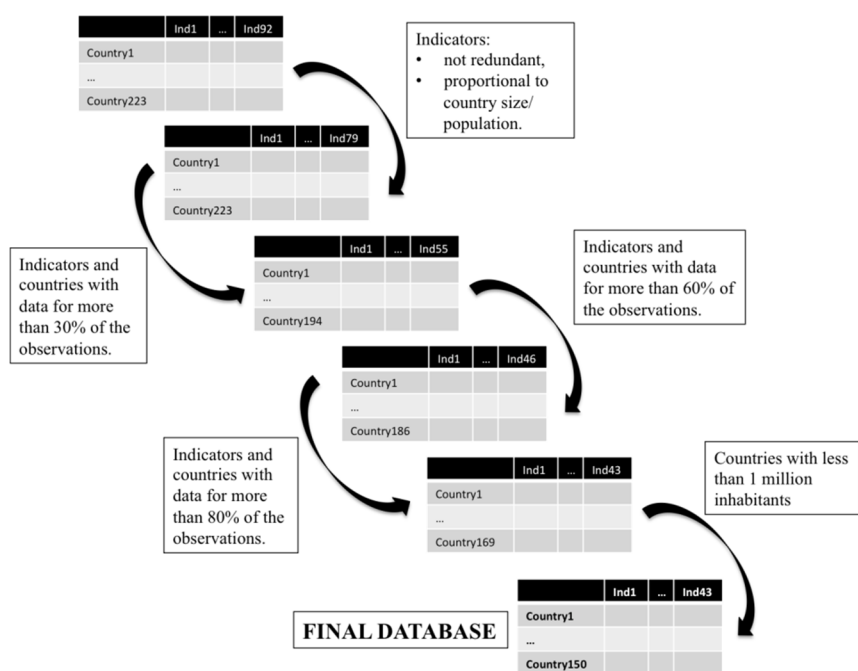 Ind1 ... Ind92
Country1
...
Country223
Indicators:
• not redundant,
• proportional to
country size/
population.
Ind1 ... Ind79
Country1
...
Country223
Indicators and
countries with
data for more
than 30% of the
observations.
Ind1 ... Ind55
Country1
...
Country194
Indicators and
countries with data
for more than 60% of
the observations.
Ind1 ... Ind46
Country1
...
Country186
Indicators and
countries with
data for more
than 80% of the
observations.
Ind1 ... Ind43
Country1
...
Country169
Countries with less
than 1 million
inhabitants
Ind1 ... Ind43
Country1
...
Country150
FINAL DATABASE